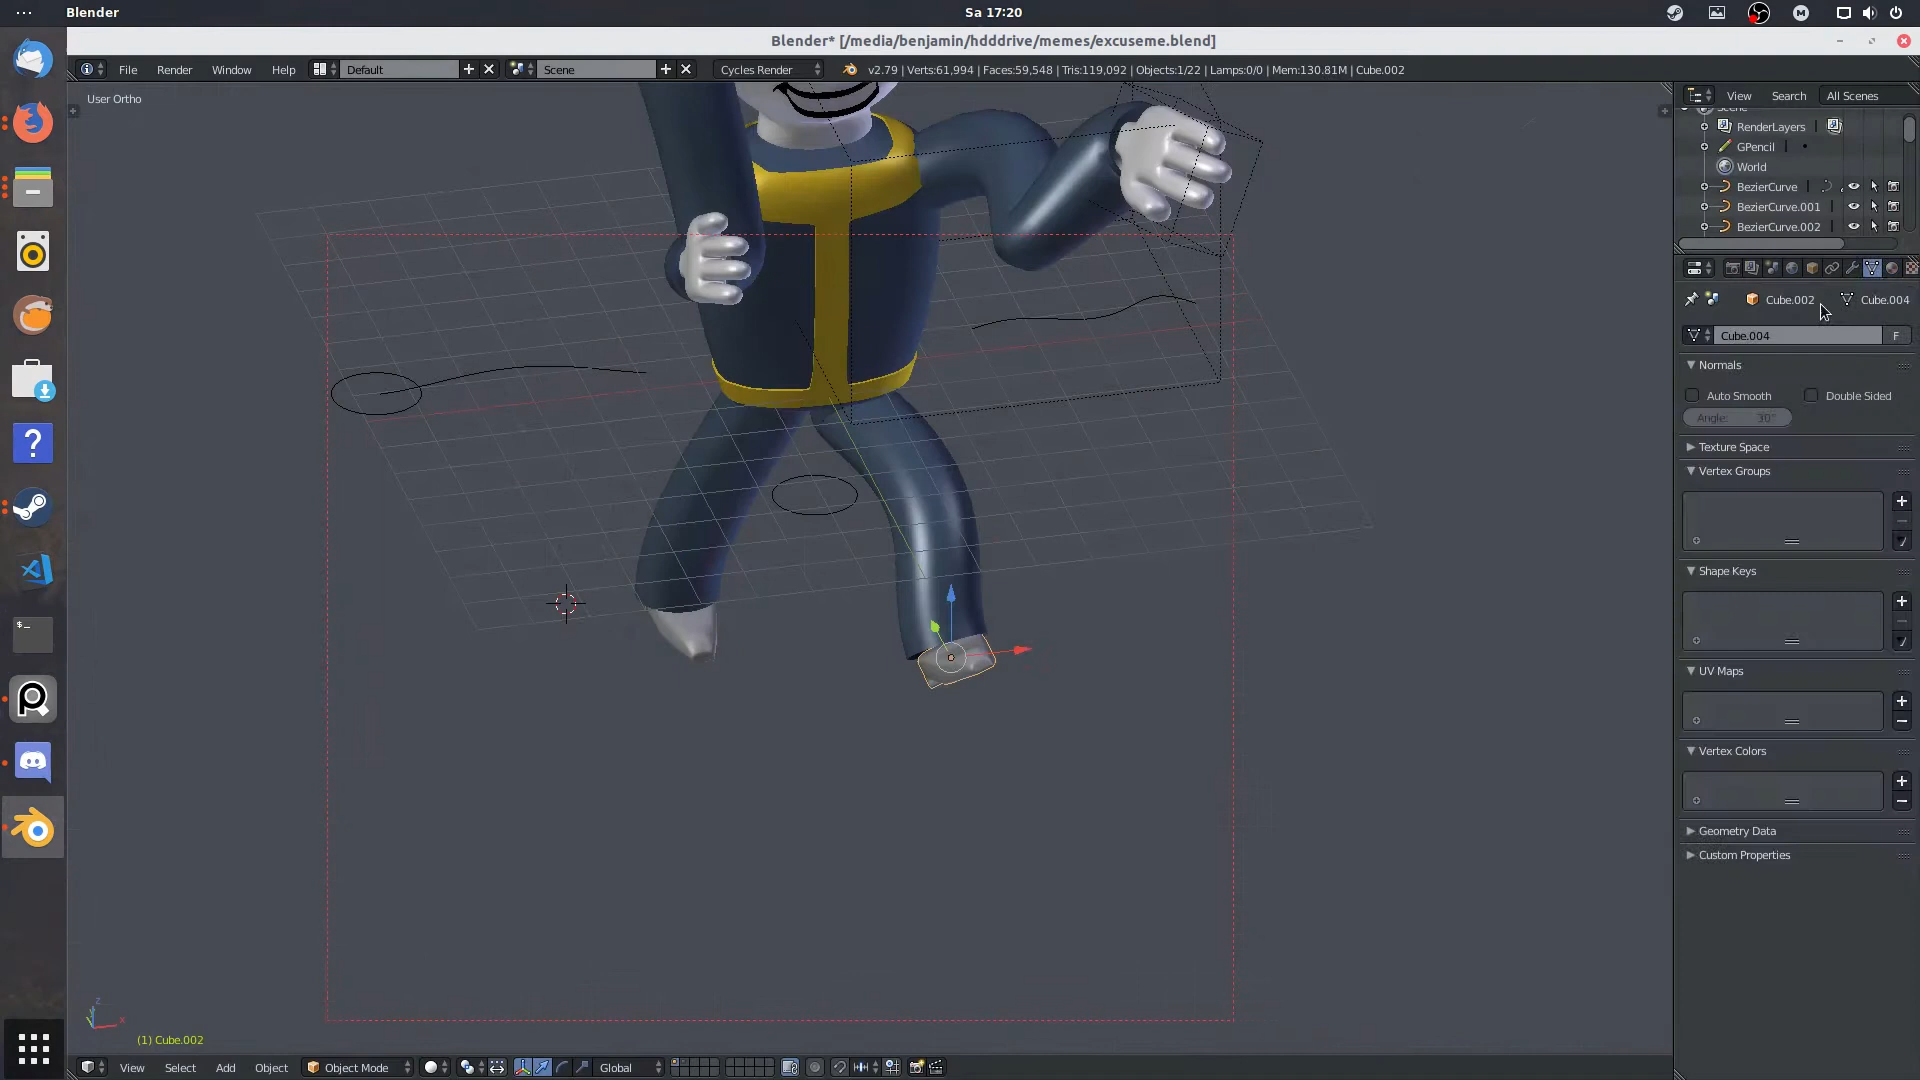 Blender
Sa 17:20
Blender* [/media/benjamin/hdddrive/memes/excuseme.blend]
File Render Window Help Default Scene Cycles Render v2.79 | Verts:61,994 | Faces:59,548 | Tris:119,092 | Objects:1/22 | Lamps:0/0 | Mem:130.81M | Cube.002
User Ortho
View Search All Scenes
RenderLayers
GPencil
World
BezierCurve
BezierCurve.001
BezierCurve.002
Cube.002 Cube.004
Cube.004 F
Normals
Auto Smooth Double Sided
Angle: 30°
Texture Space
Vertex Groups
Shape Keys
UV Maps
Vertex Colors
Geometry Data
Custom Properties
z
x
(1) Cube.002
View Select Add Object Object Mode Global